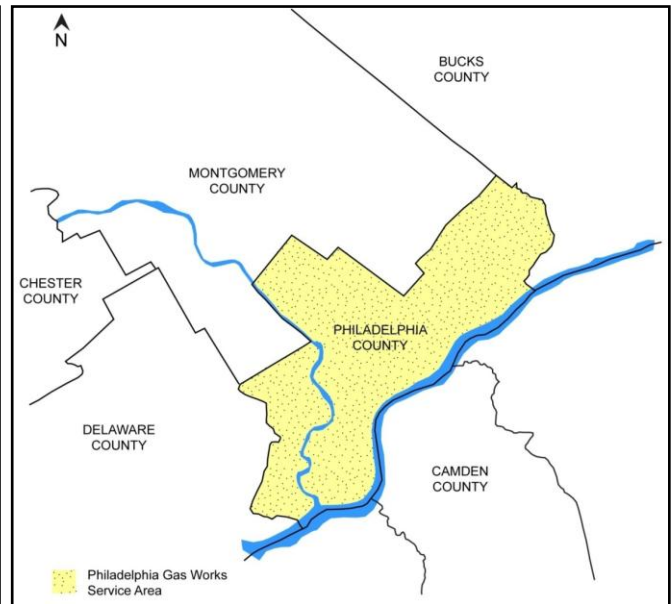 N
BUCKS
COUNTY
MONTGOMERY
COUNTY
CHESTER
COUNTY
PHILADELPHIA
COUNTY
DELAWARE
COUNTY
CAMDEN
COUNTY
Philadelphia Gas Works
Service Area